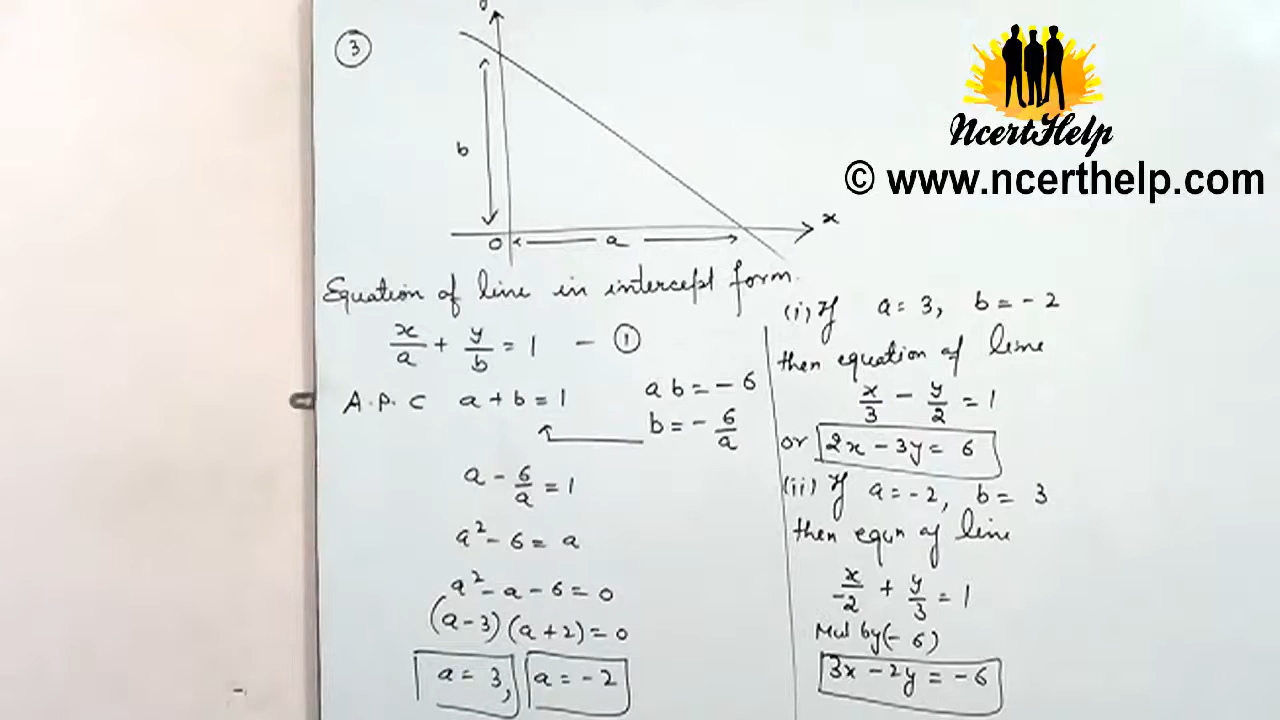 3
y
b
x
0
a
Equation of line in intercept form.
x/a + y/b = 1 — 1
A.P.C a + b = 1
ab = - 6
b = - 6/a
a - 6/a = 1
a² - 6 = a
a² - a - 6 = 0
(a - 3) (a + 2) = 0
a = 3, a = - 2
(i) If a = 3, b = - 2
then equation of line
x/3 - y/2 = 1
or 2x - 3y = 6
(ii) If a = - 2, b = 3
then eqⁿ of line
x/-2 + y/3 = 1
Mul by (- 6)
3x - 2y = - 6
NcertHelp
© www.ncerthelp.com